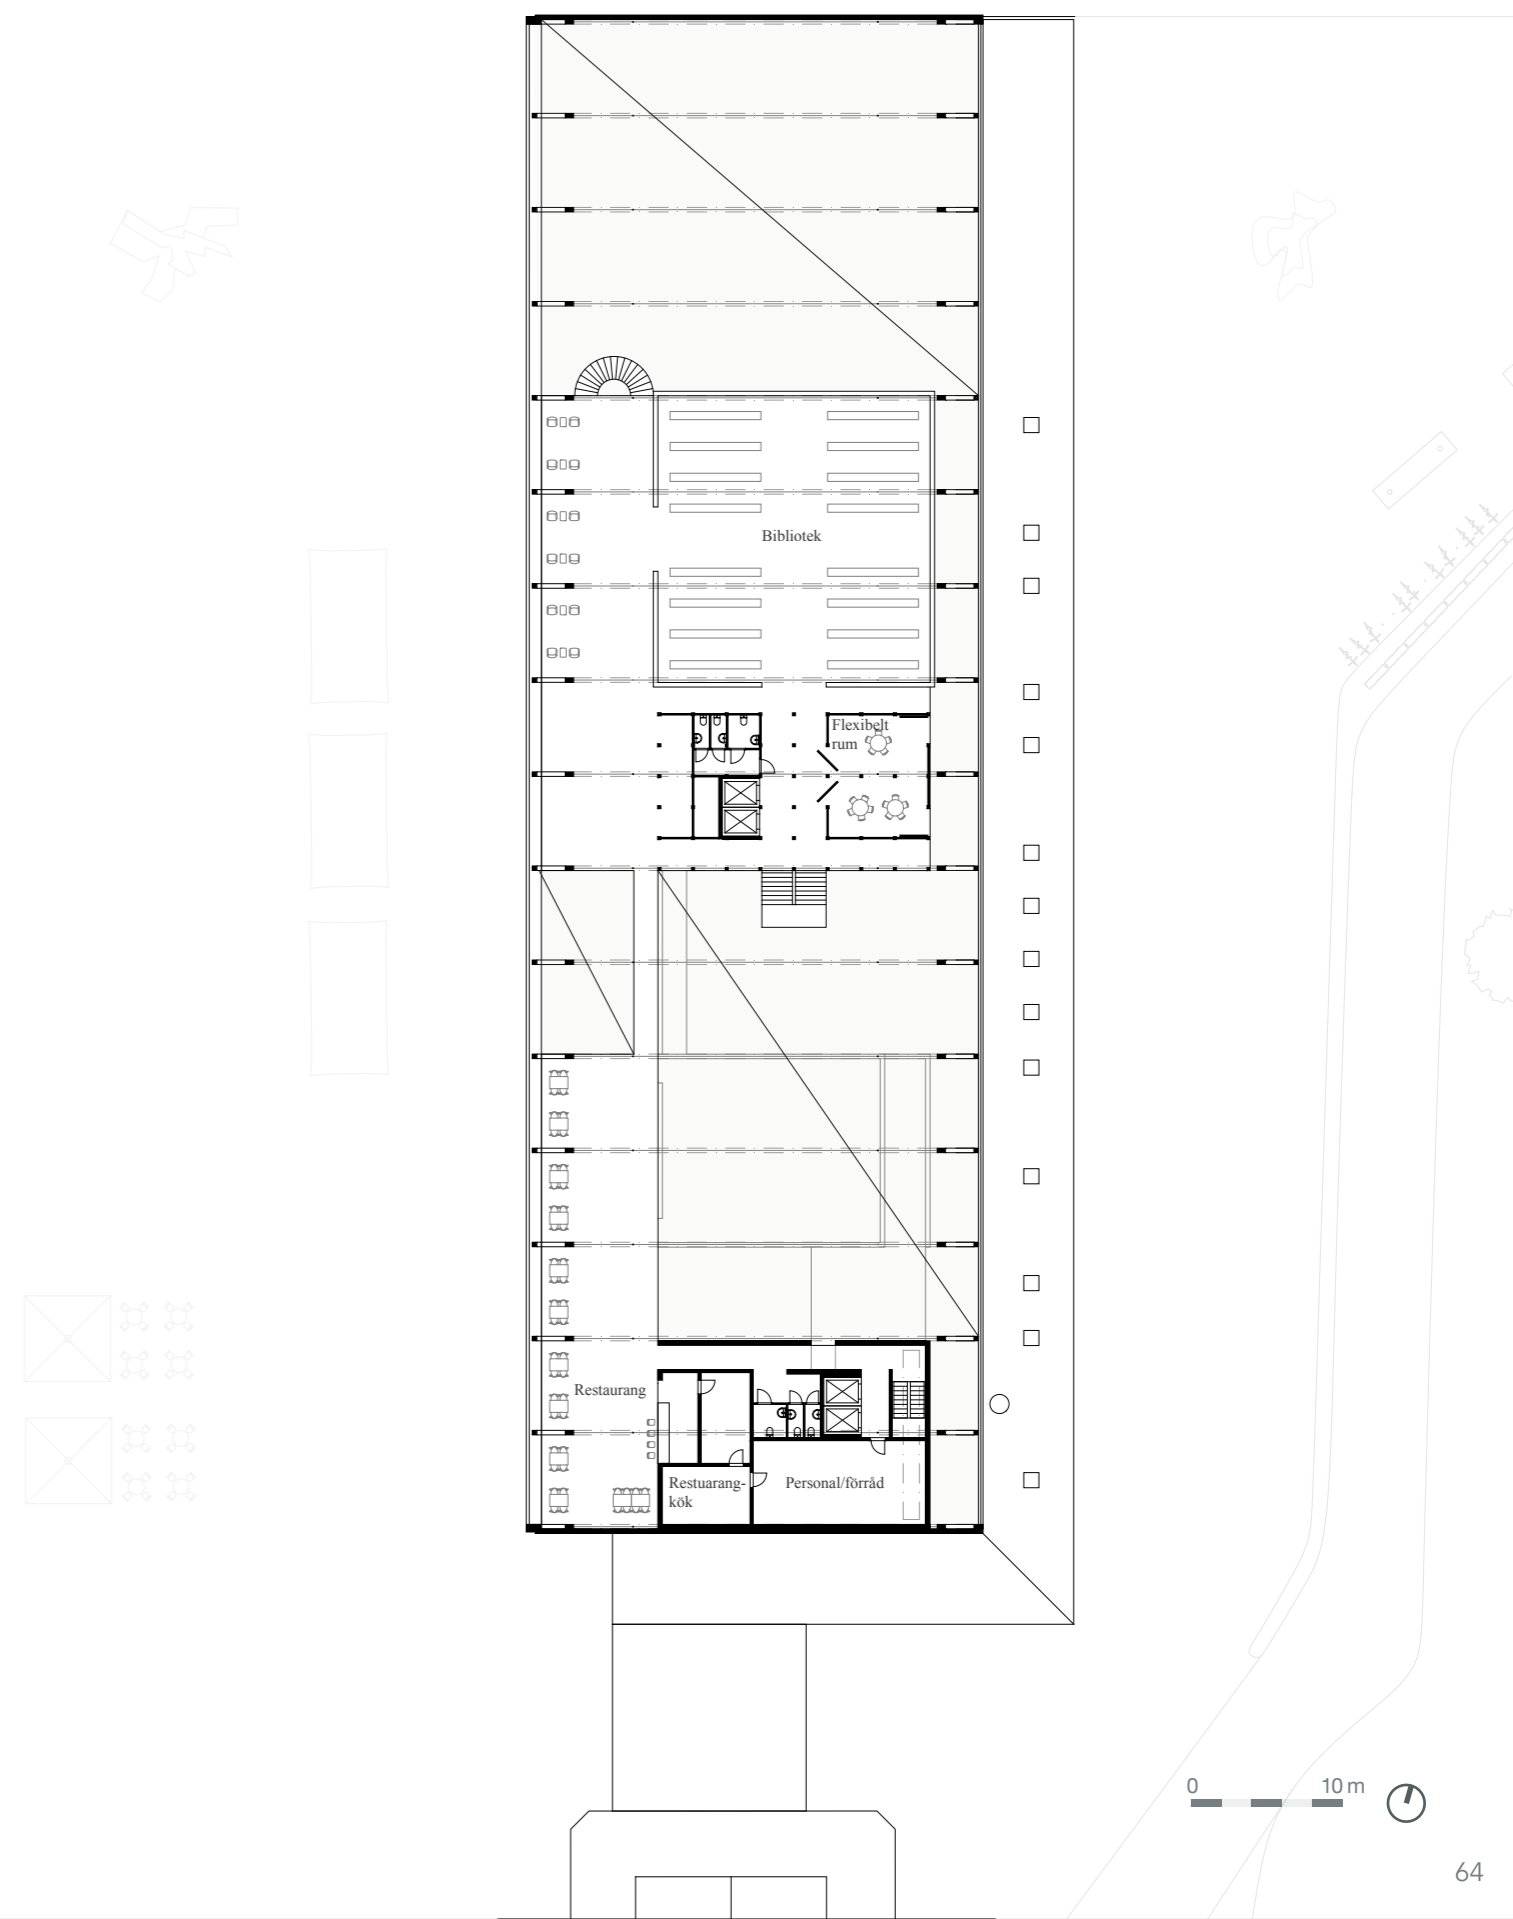 Bibliotek
Flexibelt
rum
Restaurang
Restuarang-
kök
Personal/förråd
0 10 m
64